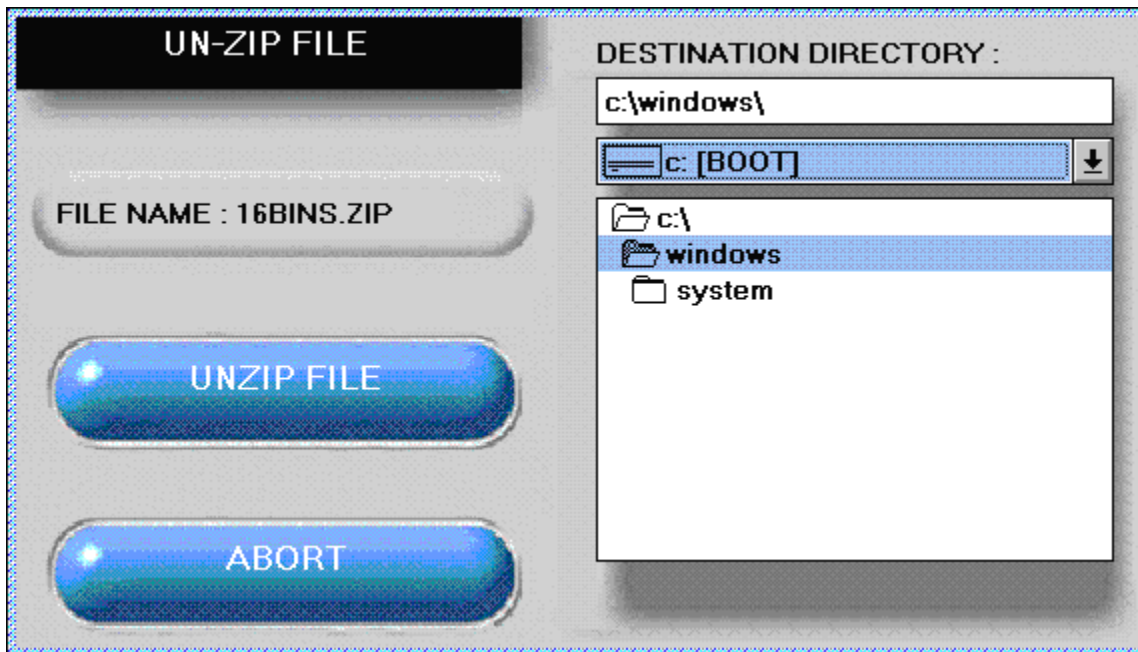 UN-ZIP FILE
FILE NAME : 16BINS.ZIP
UNZIP FILE
ABORT
DESTINATION DIRECTORY :
c:\windows\
c: [BOOT]
c:\
windows
system